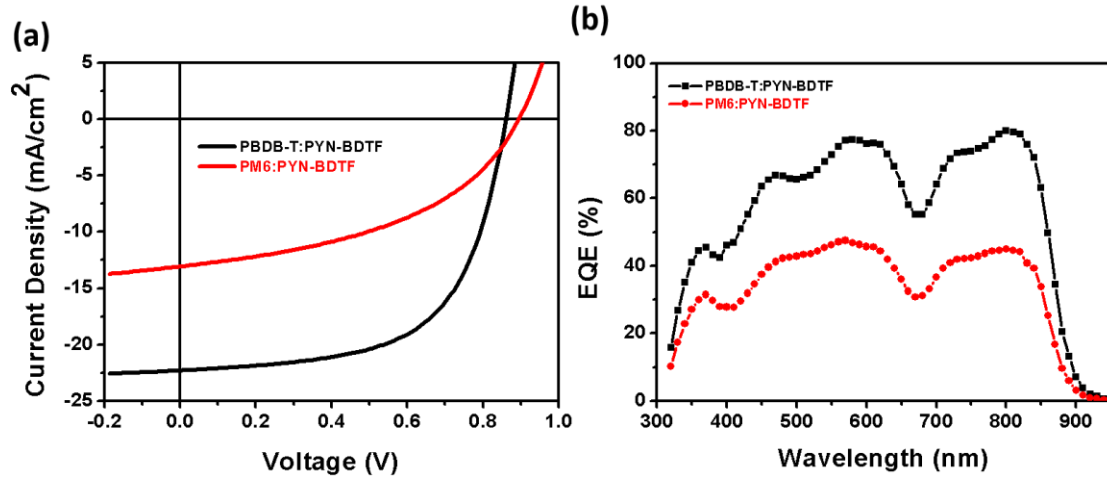 (a)
5
0
-5
-10
-15
-20
-25
-0.2 0.0 0.2 0.4 0.6 0.8 1.0
Current Density (mA/cm²)
Voltage (V)
PBDB-T:PYN-BDTF
PM6:PYN-BDTF
(b)
100
80
60
40
20
0
300 400 500 600 700 800 900
EQE (%)
Wavelength (nm)
PBDB-T:PYN-BDTF
PM6:PYN-BDTF